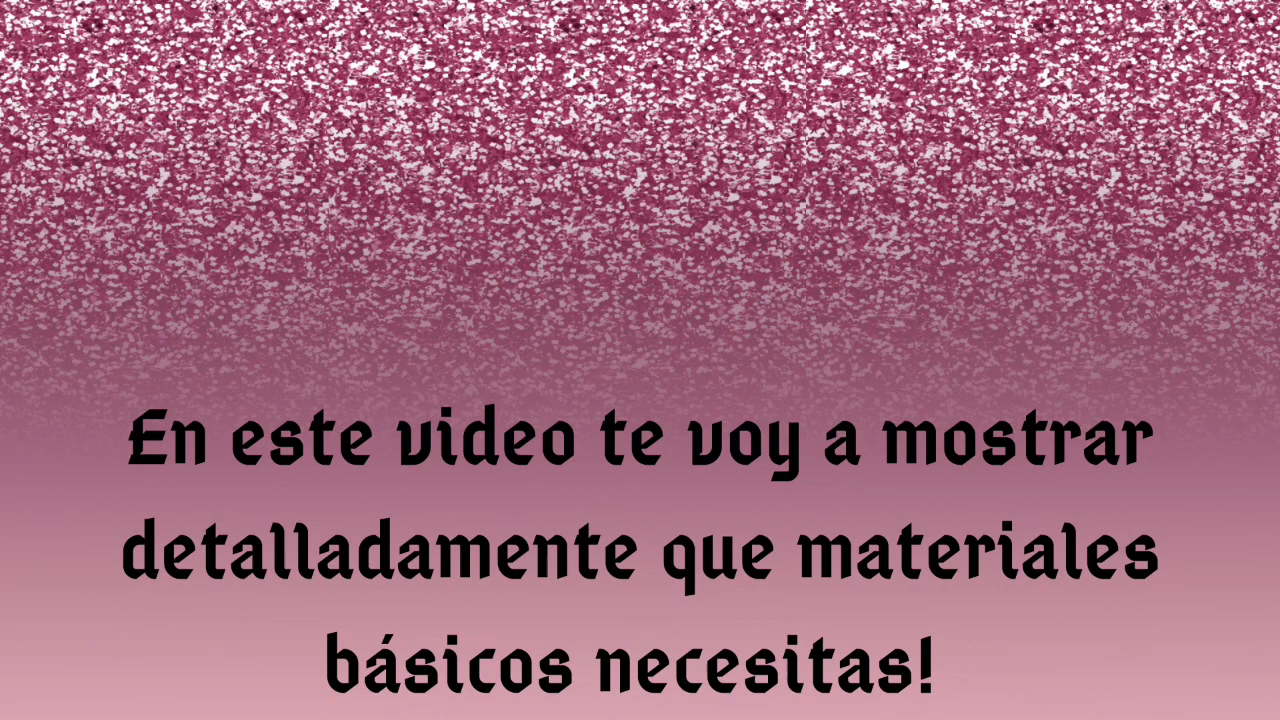 En este video te voy a mostrar
detalladamente que materiales
básicos necesitas!